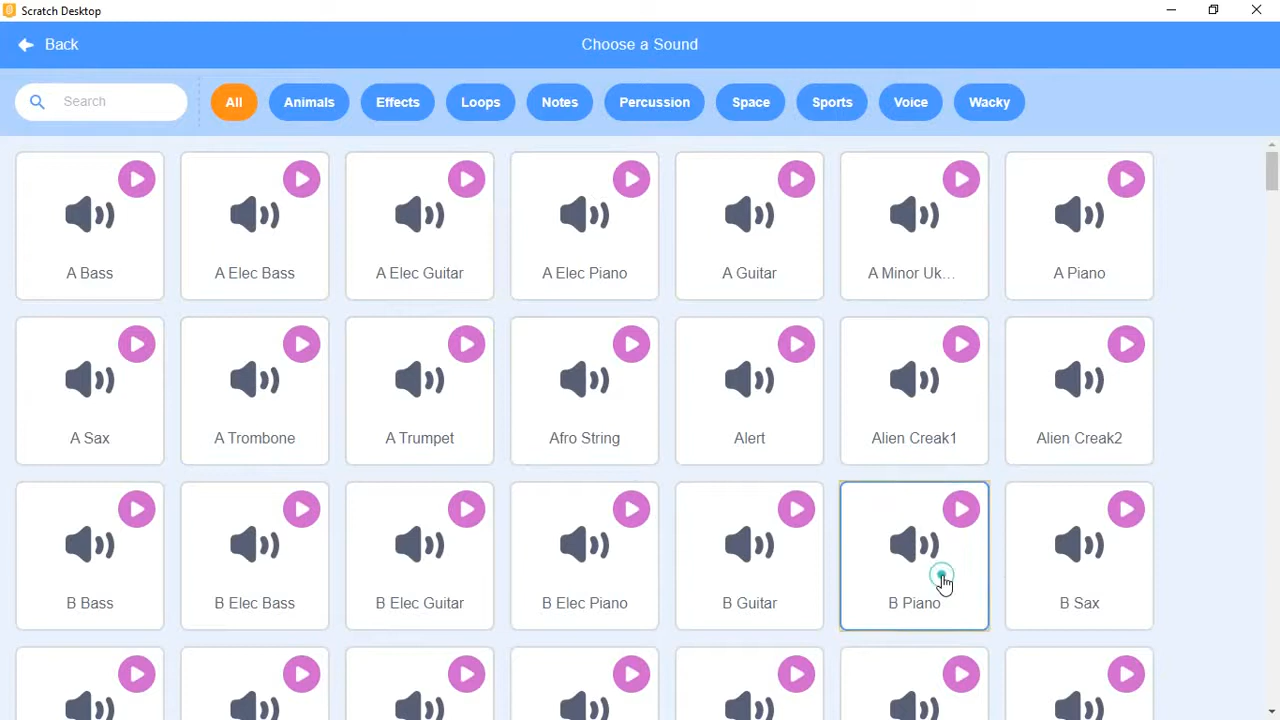 Scratch Desktop
Back
Choose a Sound
Search
All
Animals
Effects
Loops
Notes
Percussion
Space
Sports
Voice
Wacky
A Bass
A Elec Bass
A Elec Guitar
A Elec Piano
A Guitar
A Minor Uk...
A Piano
A Sax
A Trombone
A Trumpet
Afro String
Alert
Alien Creak1
Alien Creak2
B Bass
B Elec Bass
B Elec Guitar
B Elec Piano
B Guitar
B Piano
B Sax